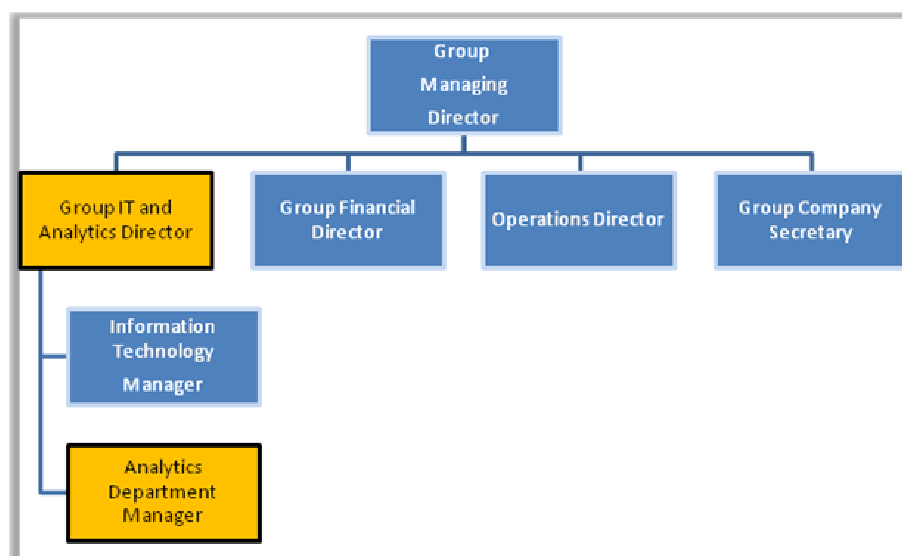 Group
Managing
Director
Group IT and
Analytics Director
Group Financial
Director
Operations Director
Group Company
Secretary
Information
Technology
Manager
Analytics
Department
Manager